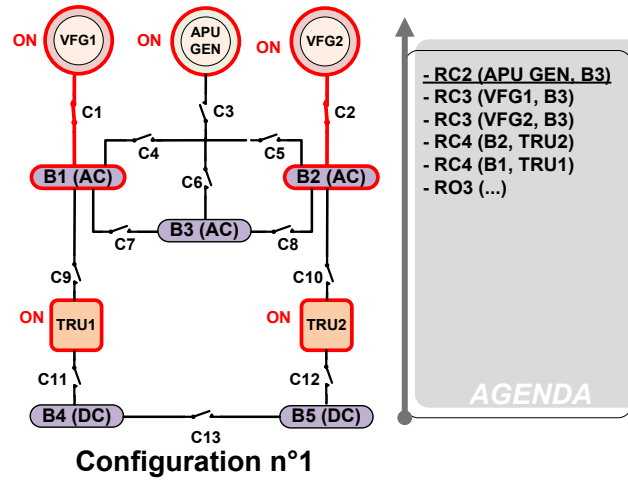 ON
VFG1
ON
APU
GEN
ON
VFG2
C1
C3
C2
C4
C5
B1 (AC)
C6
B2 (AC)
B3 (AC)
C7
C8
C9
C10
ON
TRU1
ON
TRU2
C11
C12
B4 (DC)
B5 (DC)
C13
Configuration n°1
- RC2 (APU GEN, B3)
- RC3 (VFG1, B3)
- RC3 (VFG2, B3)
- RC4 (B2, TRU2)
- RC4 (B1, TRU1)
- RO3 (...)
AGENDA